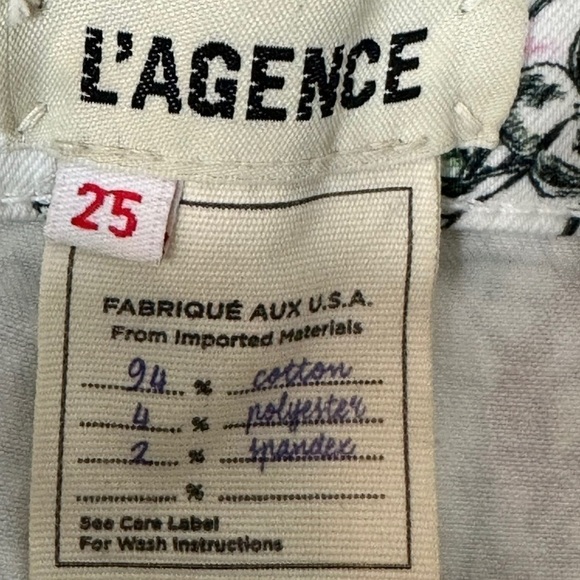 L'AGENCE
25
FABRIQUÉ AUX U.S.A.
From Imported Materials
94 % cotton
4 % polyester
2 % spandex
%
See Care Label
For Wash Instructions